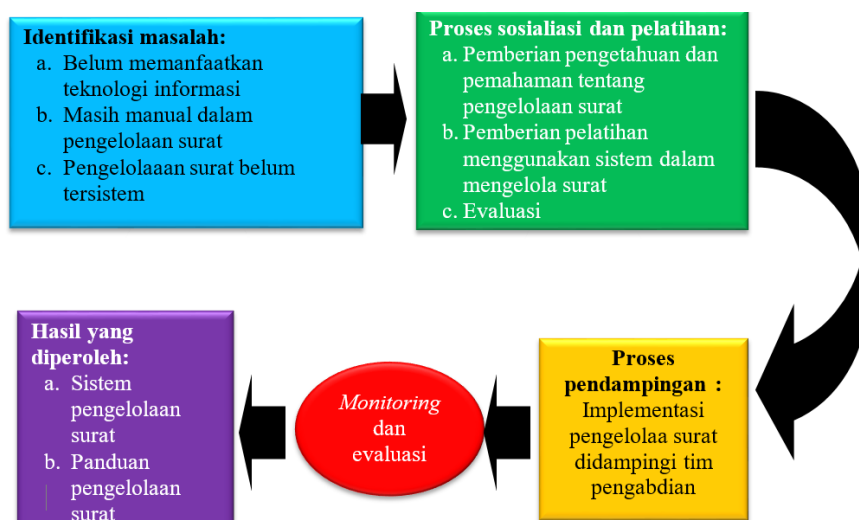 Identifikasi masalah:
a. Belum memanfaatkan
teknologi informasi
b. Masih manual dalam
pengelolaan surat
c. Pengelolaaan surat belum
tersistem
Proses sosialiasi dan pelatihan:
a. Pemberian pengetahuan dan
pemahaman tentang
pengelolaan surat
b. Pemberian pelatihan
menggunakan sistem dalam
mengelola surat
c. Evaluasi
Proses
pendampingan :
Implementasi
pengelolaa surat
didampingi tim
pengabdian
Monitoring
dan
evaluasi
Hasil yang
diperoleh:
a. Sistem
pengelolaan
surat
b. Panduan
pengelolaan
surat